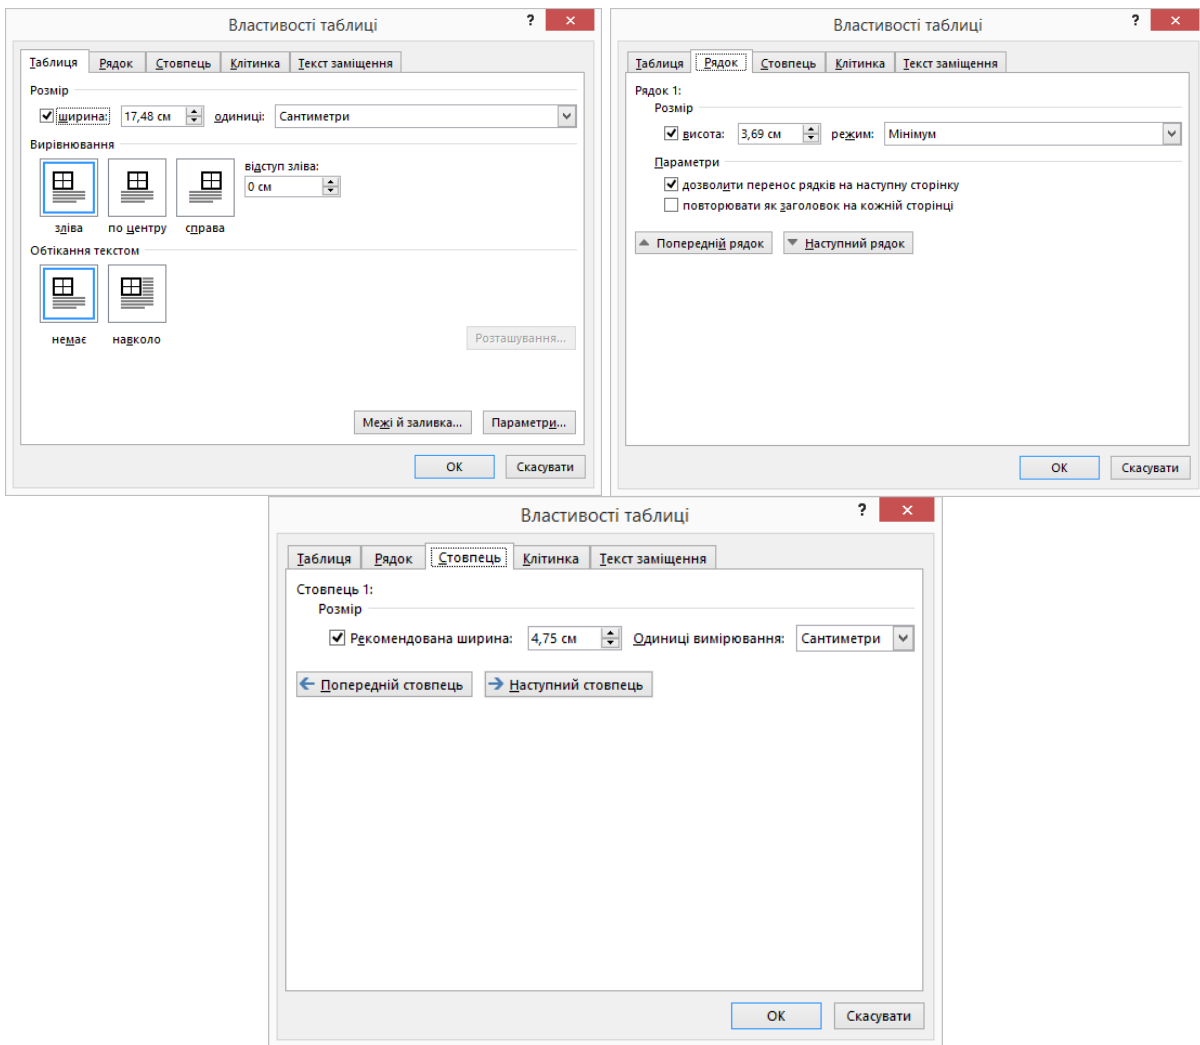 Властивості таблиці ?
Таблиця Рядок Стовпець Клітинка Текст заміщення
Розмір
ширина: 17,48 см одиниці: Сантиметри
Вирівнювання
відступ зліва:
0 см
зліва по центру справа
Обтікання текстом
немає навколо
Розташування...
Межі й заливка... Параметри...
ОК Скасувати
Властивості таблиці ?
Таблиця Рядок Стовпець Клітинка Текст заміщення
Рядок 1:
Розмір
висота: 3,69 см режим: Мінімум
Параметри
дозволити перенос рядків на наступну сторінку
повторювати як заголовок на кожній сторінці
Попередній рядок Наступний рядок
ОК Скасувати
Властивості таблиці ?
Таблиця Рядок Стовпець Клітинка Текст заміщення
Стовпець 1:
Розмір
Рекомендована ширина: 4,75 см Одиниці вимірювання: Сантиметри
Попередній стовпець Наступний стовпець
ОК Скасувати